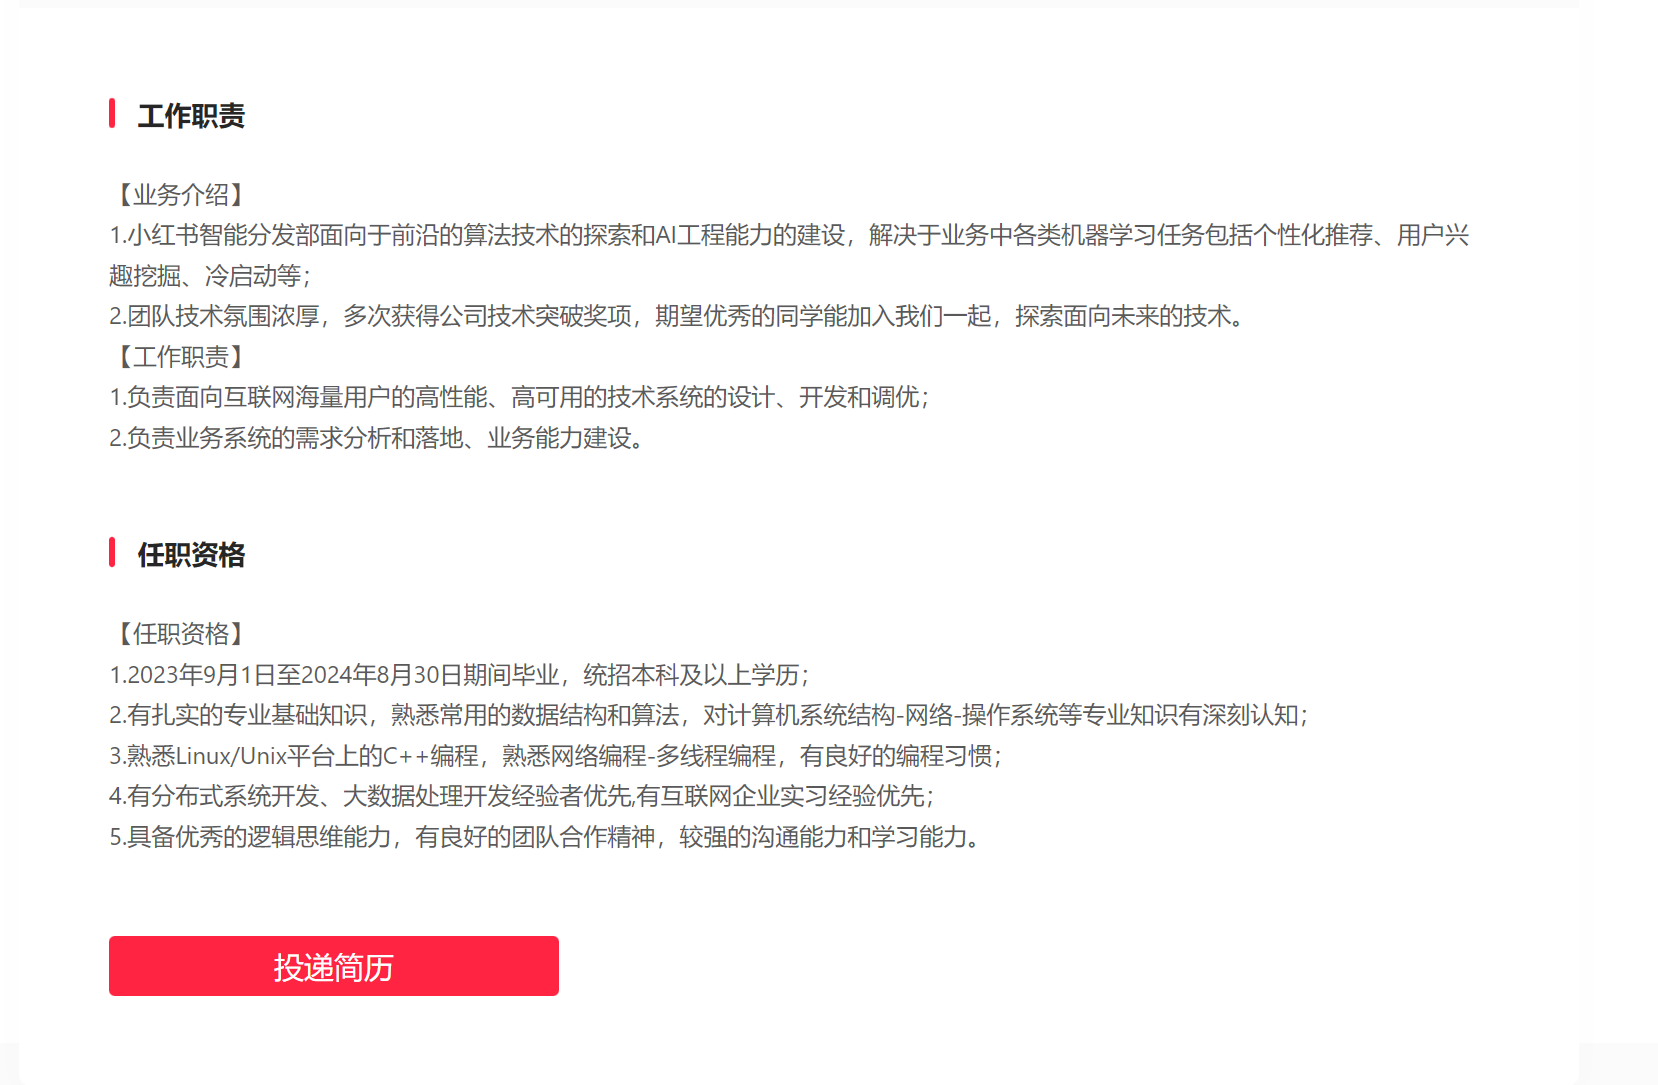 工作职责
【业务介绍】
1.小红书智能分发部面向于前沿的算法技术的探索和AI工程能力的建设，解决于业务中各类机器学习任务包括个性化推荐、用户兴
趣挖掘、冷启动等；
2.团队技术氛围浓厚，多次获得公司技术突破奖项，期望优秀的同学能加入我们一起，探索面向未来的技术。
【工作职责】
1.负责面向互联网海量用户的高性能、高可用的技术系统的设计、开发和调优；
2.负责业务系统的需求分析和落地、业务能力建设。
任职资格
【任职资格】
1.2023年9月1日至2024年8月30日期间毕业，统招本科及以上学历；
2.有扎实的专业基础知识，熟悉常用的数据结构和算法，对计算机系统结构-网络-操作系统等专业知识有深刻认知；
3.熟悉Linux/Unix平台上的C++编程，熟悉网络编程-多线程编程，有良好的编程习惯；
4.有分布式系统开发、大数据处理开发经验者优先,有互联网企业实习经验优先；
5.具备优秀的逻辑思维能力，有良好的团队合作精神，较强的沟通能力和学习能力。
投递简历